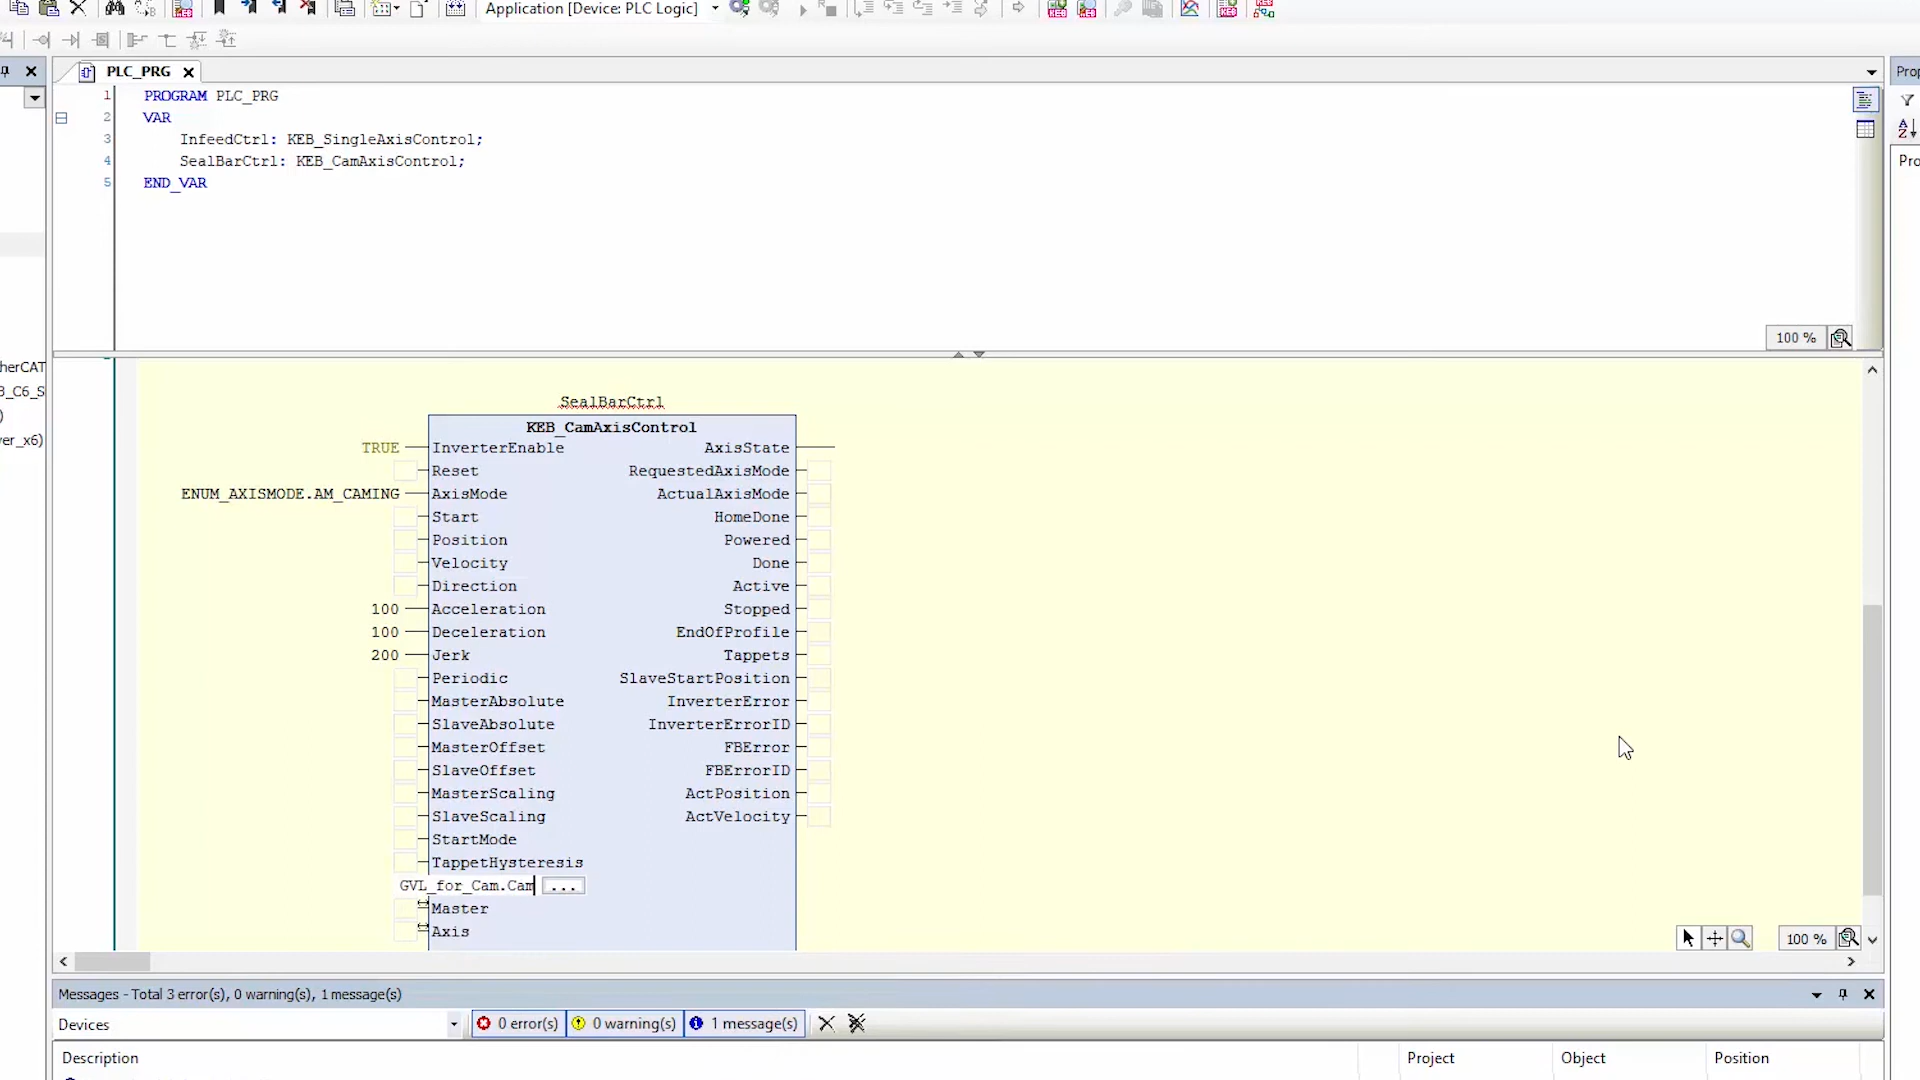 Application [Device: PLC Logic]
PLC_PRG
Prop
1 PROGRAM PLC_PRG
2 VAR
3 InfeedCtrl: KEB_SingleAxisControl;
4 SealBarCtrl: KEB_CamAxisControl;
5 END_VAR
Pro
100 %
herCAT
3_C6_S
)
er_x6)
SealBarCtrl
KEB_CamAxisControl
TRUE InverterEnable AxisState
Reset RequestedAxisMode
ENUM_AXISMODE.AM_CAMING AxisMode ActualAxisMode
Start HomeDone
Position Powered
Velocity Done
Direction Active
100 Acceleration Stopped
100 Deceleration EndOfProfile
200 Jerk Tappets
Periodic SlaveStartPosition
MasterAbsolute InverterError
SlaveAbsolute InverterErrorID
MasterOffset FBError
SlaveOffset FBErrorID
MasterScaling ActPosition
SlaveScaling ActVelocity
StartMode
TappetHysteresis
GVL_for_Cam.Cam ...
Master
Axis
100 %
Messages - Total 3 error(s), 0 warning(s), 1 message(s)
Devices 0 error(s) 0 warning(s) 1 message(s)
Description Project Object Position